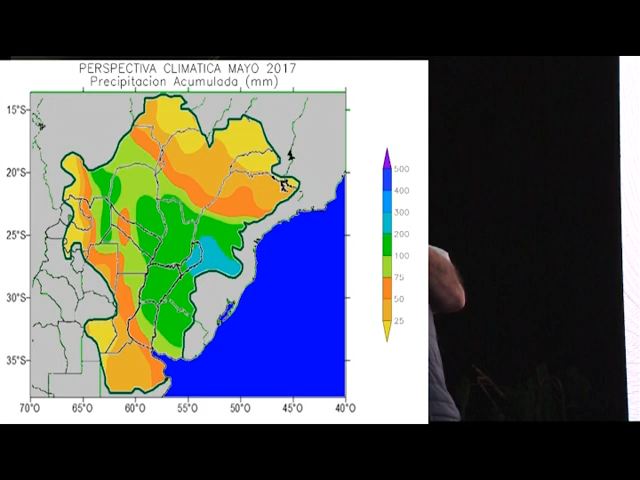 PERSPECTIVA CLIMATICA MAYO 2017
Precipitacion Acumulada (mm)
15°S
20°S
25°S
30°S
35°S
70°O
65°O
60°O
55°O
50°O
45°O
40°O
500
400
300
200
100
75
50
25